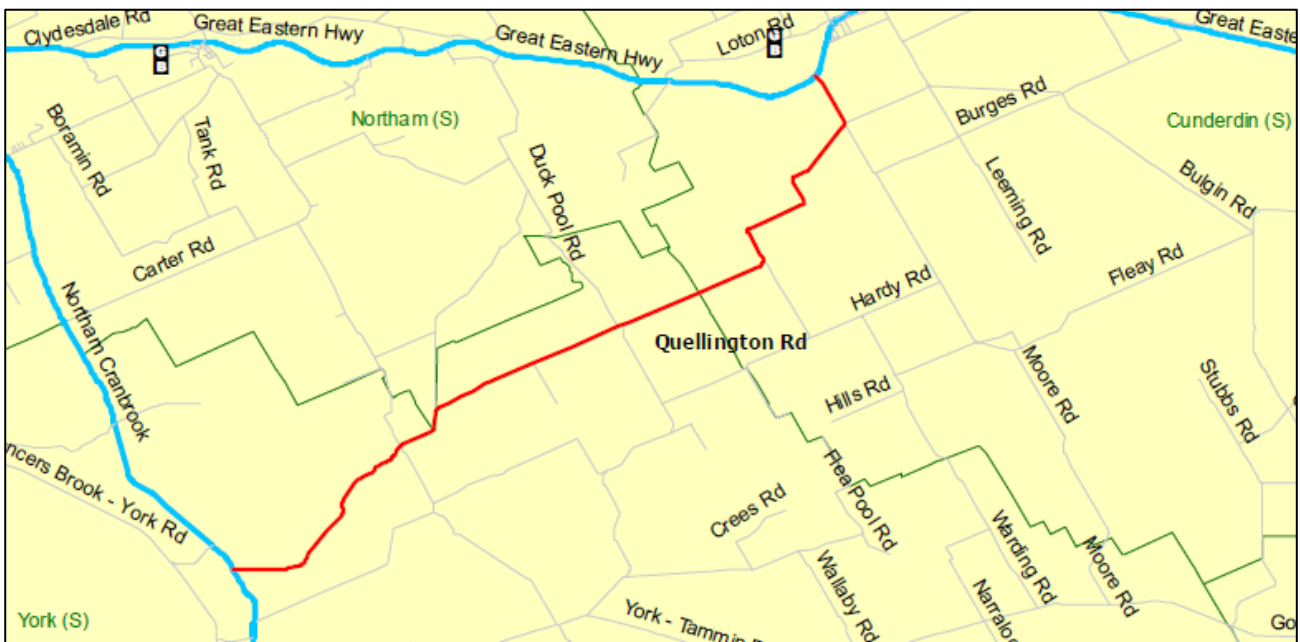 Clydesdale Rd
Great Eastern Hwy
Great Eastern Hwy
Loton Rd
Great Easte
G
B
G
B
Northam (S)
Boramin Rd
Tank Rd
Duck Pool Rd
Burges Rd
Cunderdin (S)
Leeming Rd
Bulgin Rd
Carter Rd
Hardy Rd
Fleay Rd
Northam Cranbrook
Quellington Rd
Hills Rd
Moore Rd
Stubbs Rd
ncers Brook - York Rd
Flea Pool Rd
Crees Rd
Warding Rd
Moore Rd
Wallaby Rd
Narraloo
York (S)
York - Tammin
Go